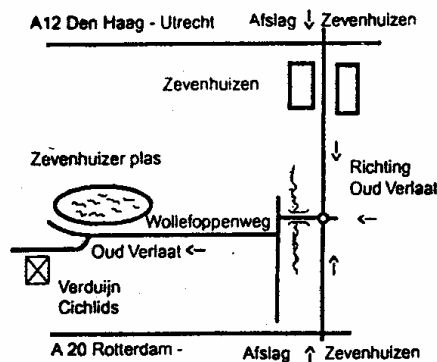 A12 Den Haag - Utrecht
Afslag ↓ Zevenhuizen
Zevenhuizen
Zevenhuizer plas
Richting
Oud Verlaat
Wollefoppenweg
Oud Verlaat ←
Verduijn
Cichlids
A 20 Rotterdam -
Afslag ↑ Zevenhuizen